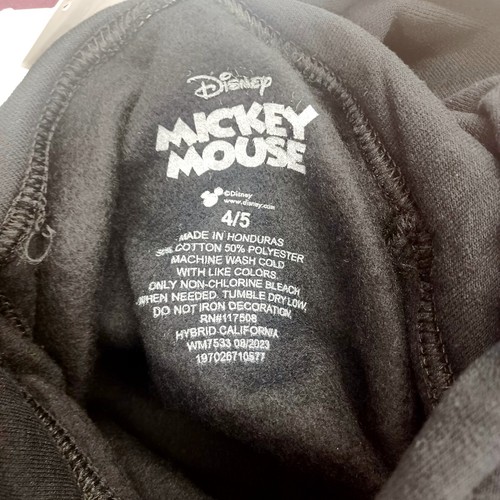 Disney
MICKEY
MOUSE
©Disney
www.disney.com
4/5
MADE IN HONDURAS
50% COTTON 50% POLYESTER
MACHINE WASH COLD
WITH LIKE COLORS.
ONLY NON-CHLORINE BLEACH
WHEN NEEDED. TUMBLE DRY LOW,
DO NOT IRON DECORATION.
RN#117508
HYBRID CALIFORNIA
WM7533 08/2023
197026710577